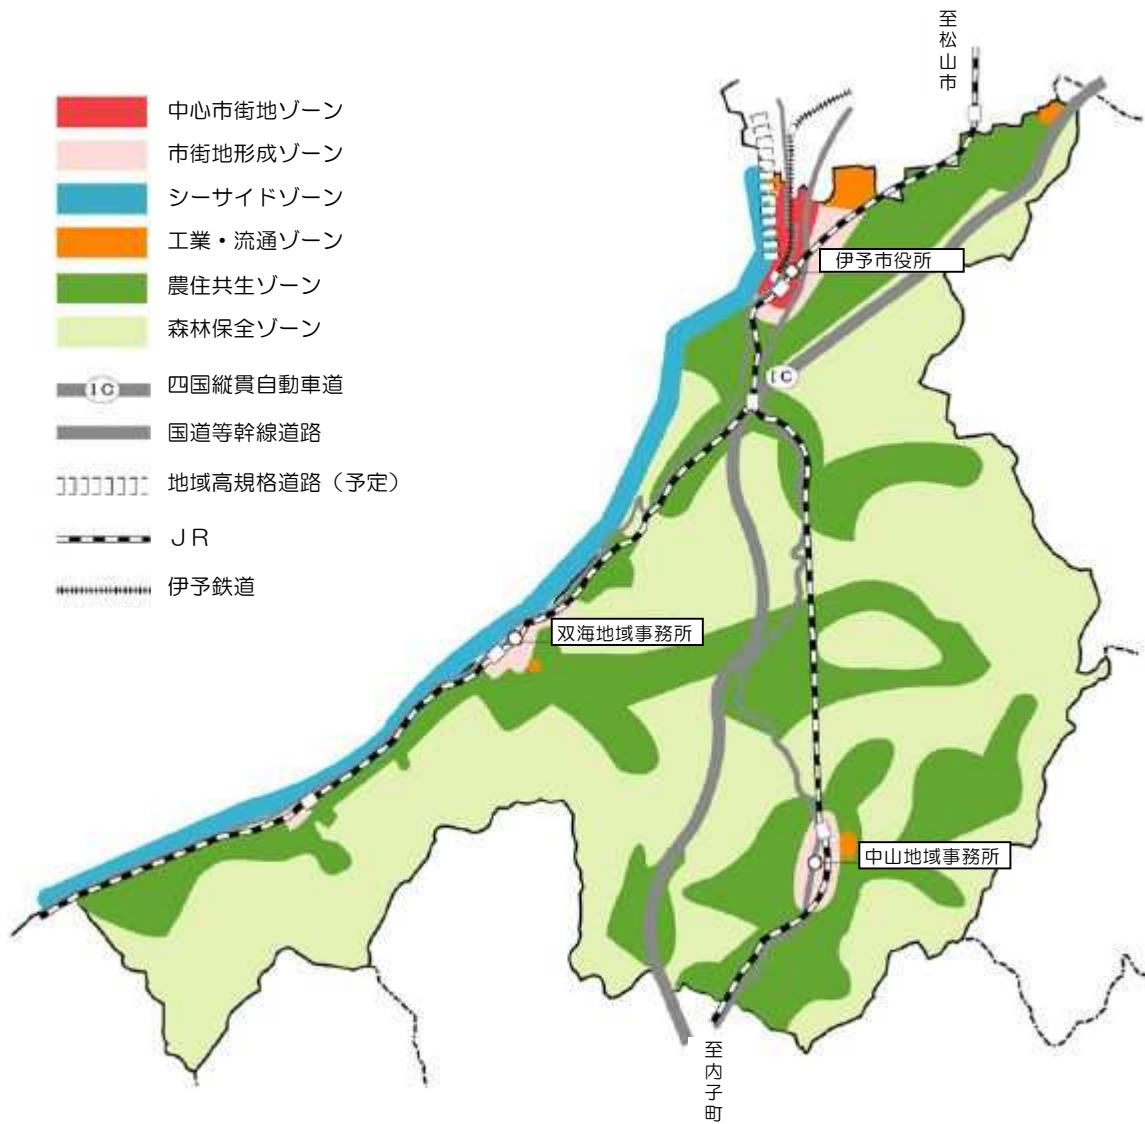 至松山市
中心市街地ゾーン
市街地形成ゾーン
シーサイドゾーン
工業・流通ゾーン
農住共生ゾーン
森林保全ゾーン
IC
四国縦貫自動車道
国道等幹線道路
地域高規格道路（予定）
ＪＲ
伊予鉄道
伊予市役所
IC
双海地域事務所
中山地域事務所
至内子町